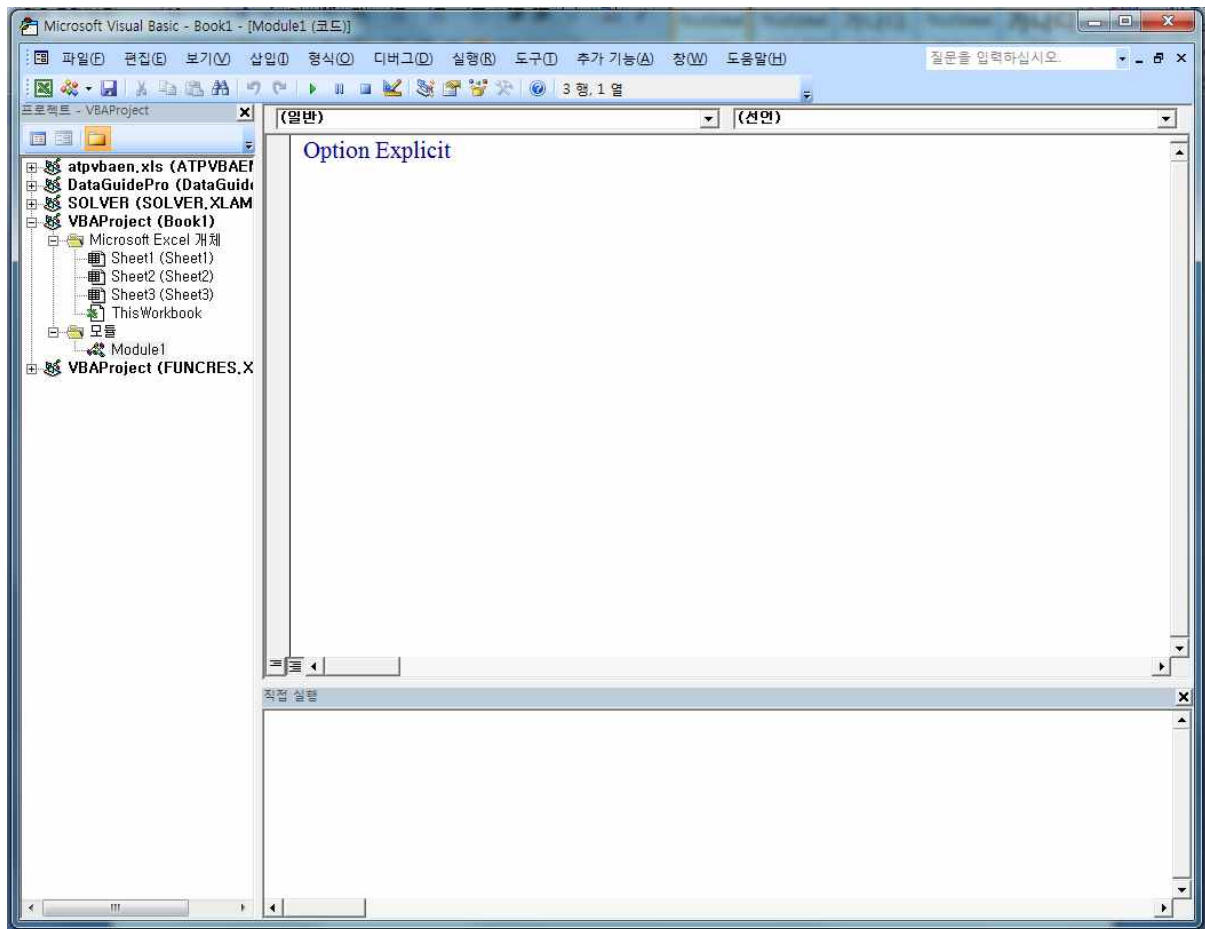 Microsoft Visual Basic - Book1 - [Module1 (코드)]
파일(F) 편집(E) 보기(V) 삽입(I) 형식(O) 디버그(D) 실행(R) 도구(T) 추가 기능(A) 창(W) 도움말(H) 질문을 입력하십시오.
3 행, 1 열
프로젝트 - VBAProject
(일반) (선언)
Option Explicit
atpvbaen.xls (ATPVBAEI
DataGuidePro (DataGuid
SOLVER (SOLVER.XLAM
VBAProject (Book1)
Microsoft Excel 개체
Sheet1 (Sheet1)
Sheet2 (Sheet2)
Sheet3 (Sheet3)
ThisWorkbook
모듈
Module1
VBAProject (FUNCRES.X
직접 실행